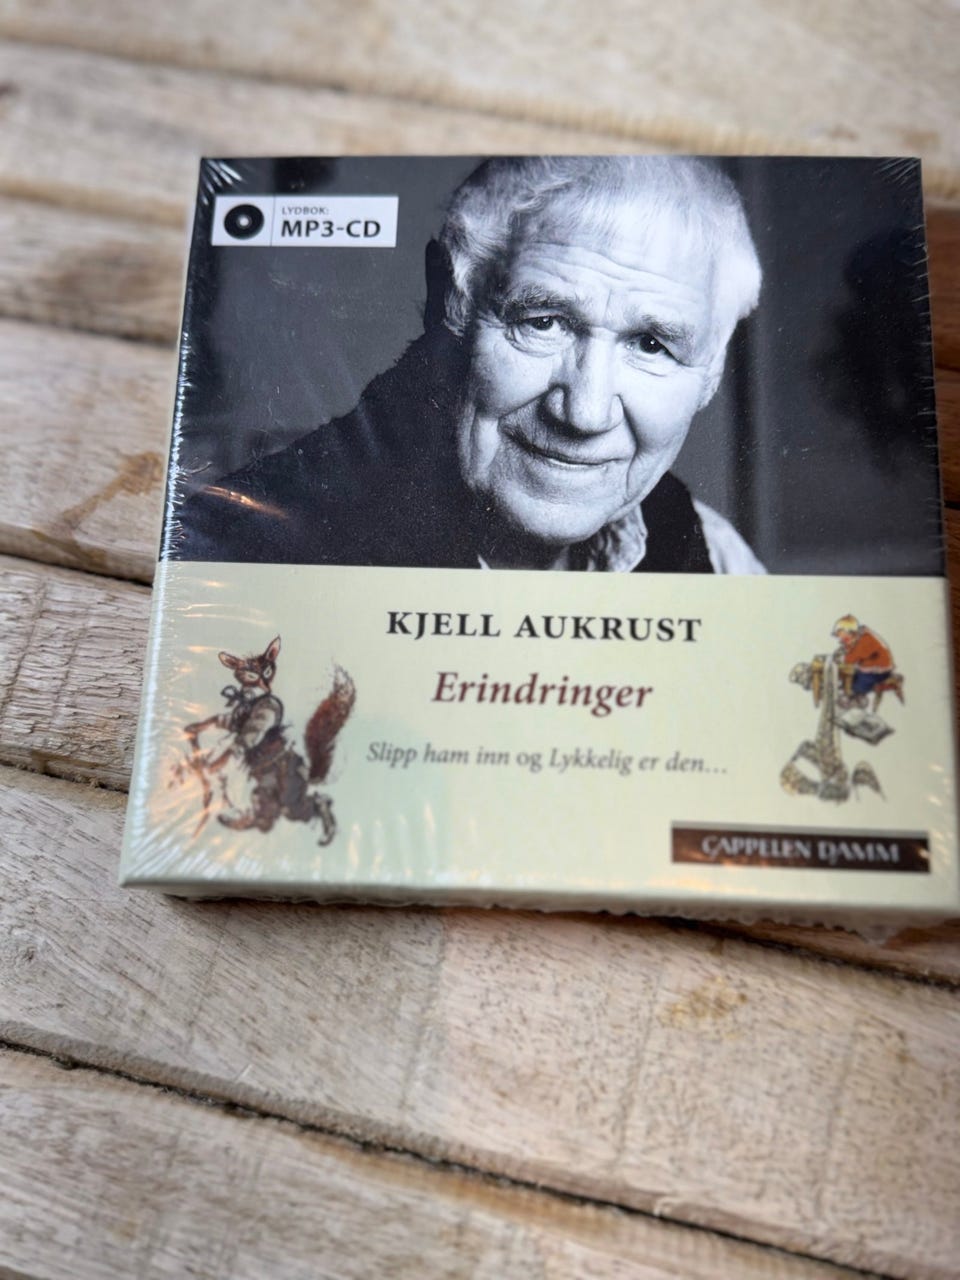 LYDBOK:
MP3-CD
KJELL AUKRUST
Erindringer
Slipp ham inn og Lykkelig er den...
CAPPELEN DAMM